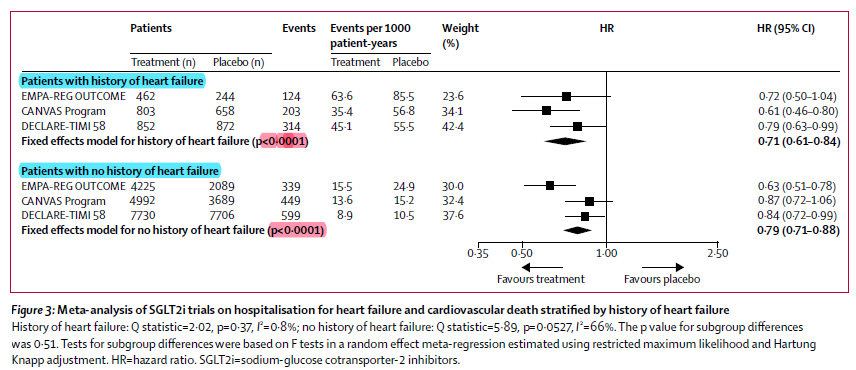 Patients Events Events per 1000 patient-years Weight (%) HR HR (95% CI)
Treatment (n) Placebo (n) Treatment Placebo
Patients with history of heart failure
EMPA-REG OUTCOME 462 244 124 63·6 85·5 23·6 0·72 (0·50–1·04)
CANVAS Program 803 658 203 35·4 56·8 34·1 0·61 (0·46–0·80)
DECLARE-TIMI 58 852 872 314 45·1 55·5 42·4 0·79 (0·63–0·99)
Fixed effects model for history of heart failure (p<0·0001) 0·71 (0·61–0·84)
Patients with no history of heart failure
EMPA-REG OUTCOME 4225 2089 339 15·5 24·9 30·0 0·63 (0·51–0·78)
CANVAS Program 4992 3689 449 13·6 15·2 32·4 0·87 (0·72–1·06)
DECLARE-TIMI 58 7730 7706 599 8·9 10·5 37·6 0·84 (0·72–0·99)
Fixed effects model for no history of heart failure (p<0·0001) 0·79 (0·71–0·88)
0·35 0·50 1·00 2·50
Favours treatment Favours placebo
Figure 3: Meta-analysis of SGLT2i trials on hospitalisation for heart failure and cardiovascular death stratified by history of heart failure
History of heart failure: Q statistic=2·02, p=0·37, I²=0·8%; no history of heart failure: Q statistic=5·89, p=0·0527, I²=66%. The p value for subgroup differences
was 0·51. Tests for subgroup differences were based on F tests in a random effect meta-regression estimated using restricted maximum likelihood and Hartung
Knapp adjustment. HR=hazard ratio. SGLT2i=sodium-glucose cotransporter-2 inhibitors.